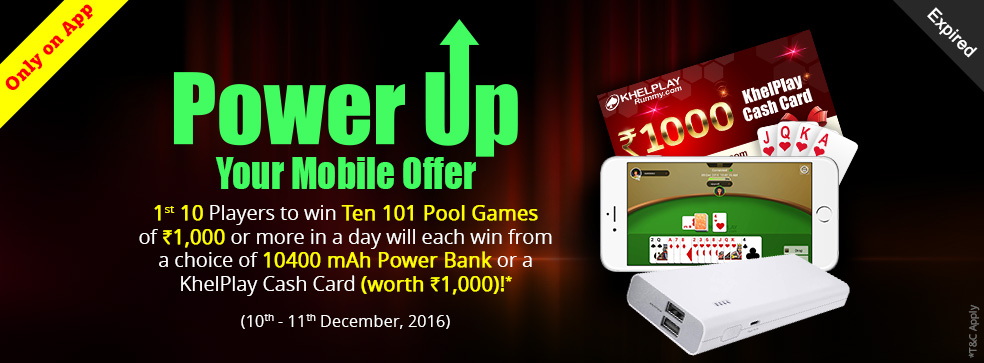 Only on App
Expired
Power Up
Your Mobile Offer
1st 10 Players to win Ten 101 Pool Games
of ₹1,000 or more in a day will each win from
a choice of 10400 mAh Power Bank or a
KhelPlay Cash Card (worth ₹1,000)!*
(10th - 11th December, 2016)
KHELPLAY
Rummy.com
KhelPlay
Cash Card
₹1000
J Q K A
*T&C Apply